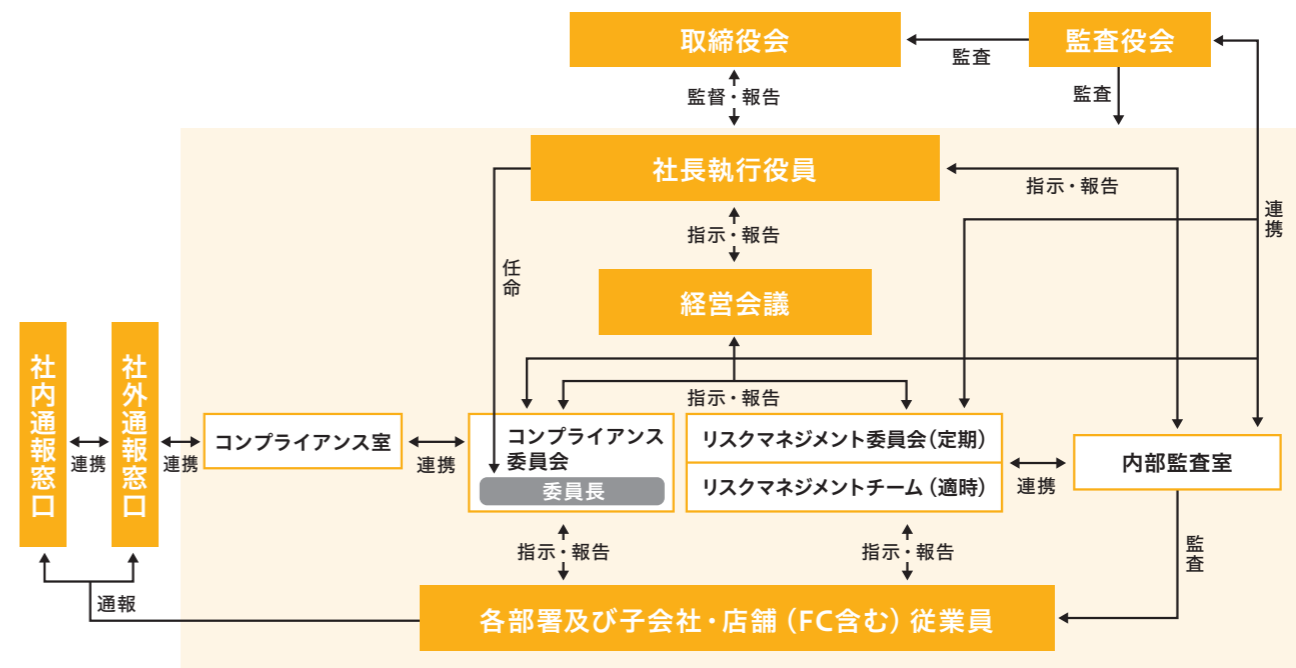 取締役会
監査役会
監査
監督・報告
監査
社長執行役員
指示・報告
連携
指示・報告
任命
経営会議
指示・報告
社内通報窓口
連携
社外通報窓口
連携
コンプライアンス室
連携
コンプライアンス
委員会
委員長
リスクマネジメント委員会（定期）
リスクマネジメントチーム（適時）
連携
内部監査室
指示・報告
指示・報告
監査
通報
各部署及び子会社・店舗（FC含む）従業員